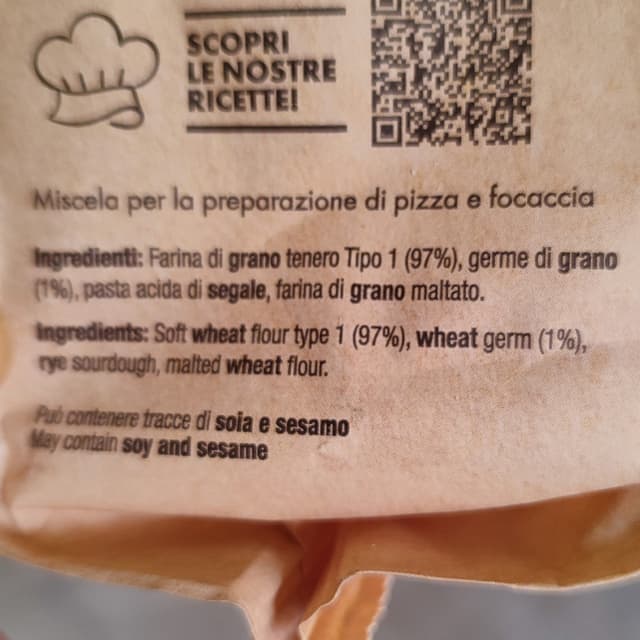 SCOPRI
LE NOSTRE
RICETTE!
Miscela per la preparazione di pizza e focaccia
Ingredienti: Farina di grano tenero Tipo 1 (97%), germe di grano
(1%), pasta acida di segale, farina di grano maltato.
Ingredients: Soft wheat flour type 1 (97%), wheat germ (1%),
rye sourdough, malted wheat flour.
Può contenere tracce di soia e sesamo
May contain soy and sesame